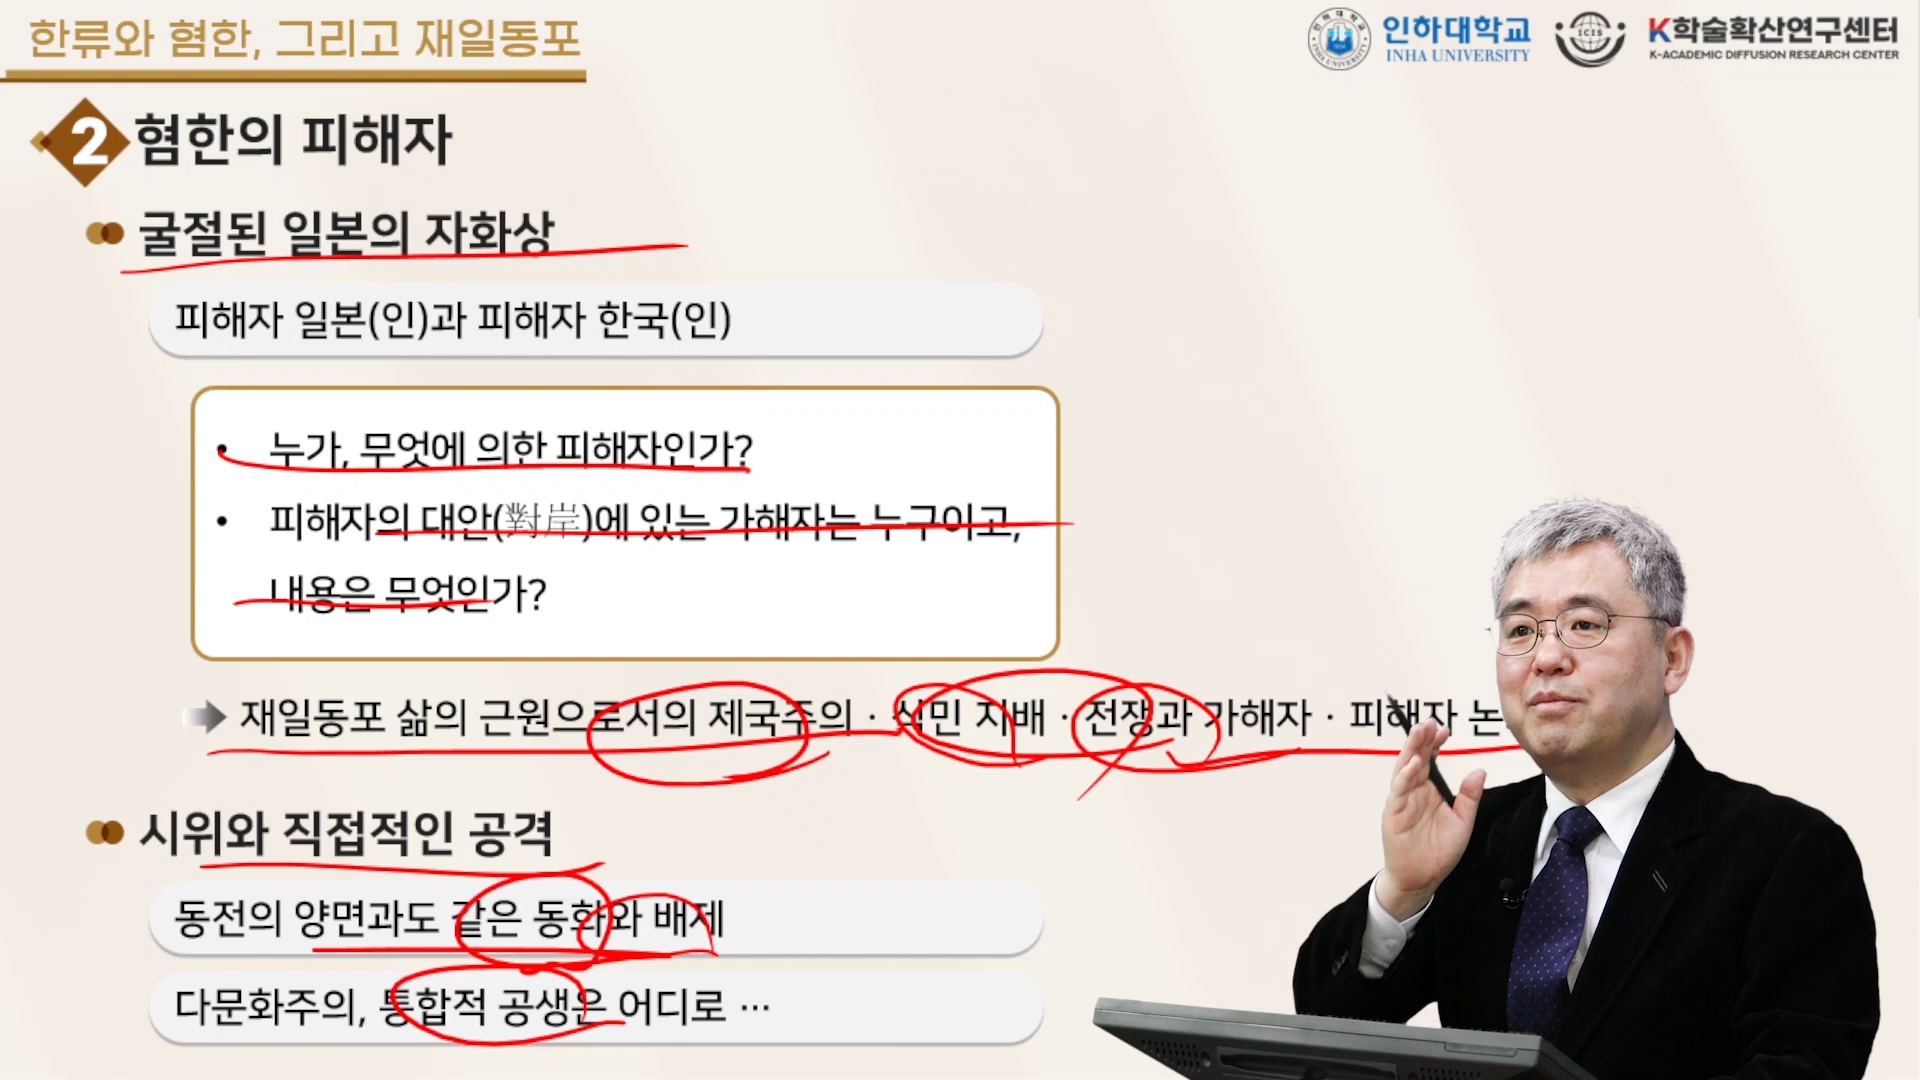 한류와 혐한, 그리고 재일동포
인하대학교
INHA UNIVERSITY
ICIS
K학술확산연구센터
K-ACADEMIC DIFFUSION RESEARCH CENTER
2 혐한의 피해자
굴절된 일본의 자화상
피해자 일본(인)과 피해자 한국(인)
• 누가, 무엇에 의한 피해자인가?
• 피해자의 대안(對岸)에 있는 가해자는 누구이고,
내용은 무엇인가?
재일동포 삶의 근원으로서의 제국주의 · 식민 지배 · 전쟁과 가해자 · 피해자 논
시위와 직접적인 공격
동전의 양면과도 같은 동화와 배제
다문화주의, 통합적 공생은 어디로 …